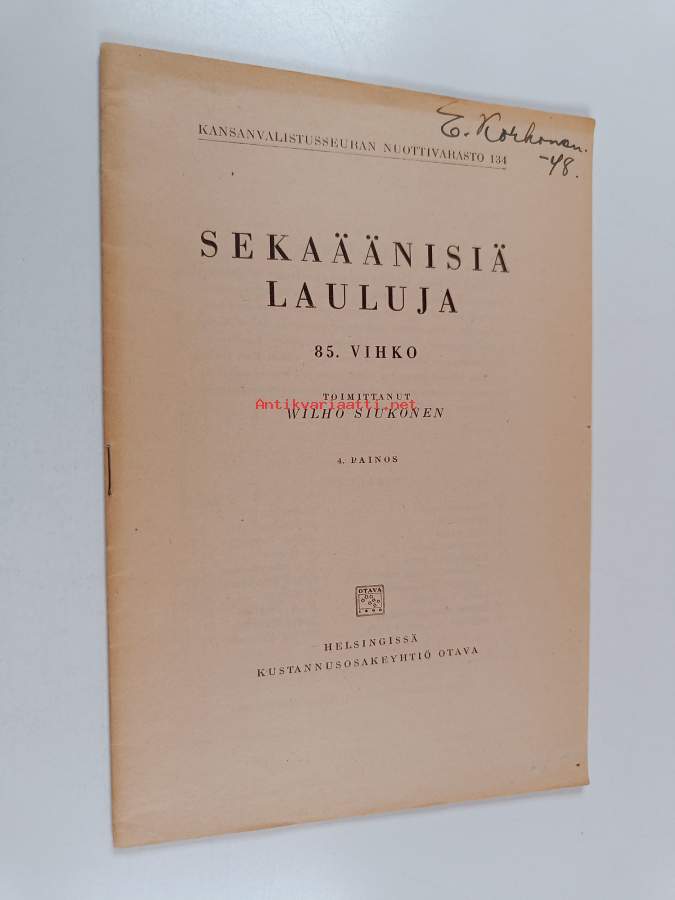 E. Korhonen.
-48.
KANSANVALISTUSSEURAN NUOTTIVARASTO 134
SEKAÄÄNISIÄ
LAULUJA
85. VIHKO
TOIMITTANUT
Antikvariaatti.net
WILHO SIUKONEN
4. PAINOS
OTAVA
HELSINGISSÄ
KUSTANNUSOSAKEYHTIÖ OTAVA